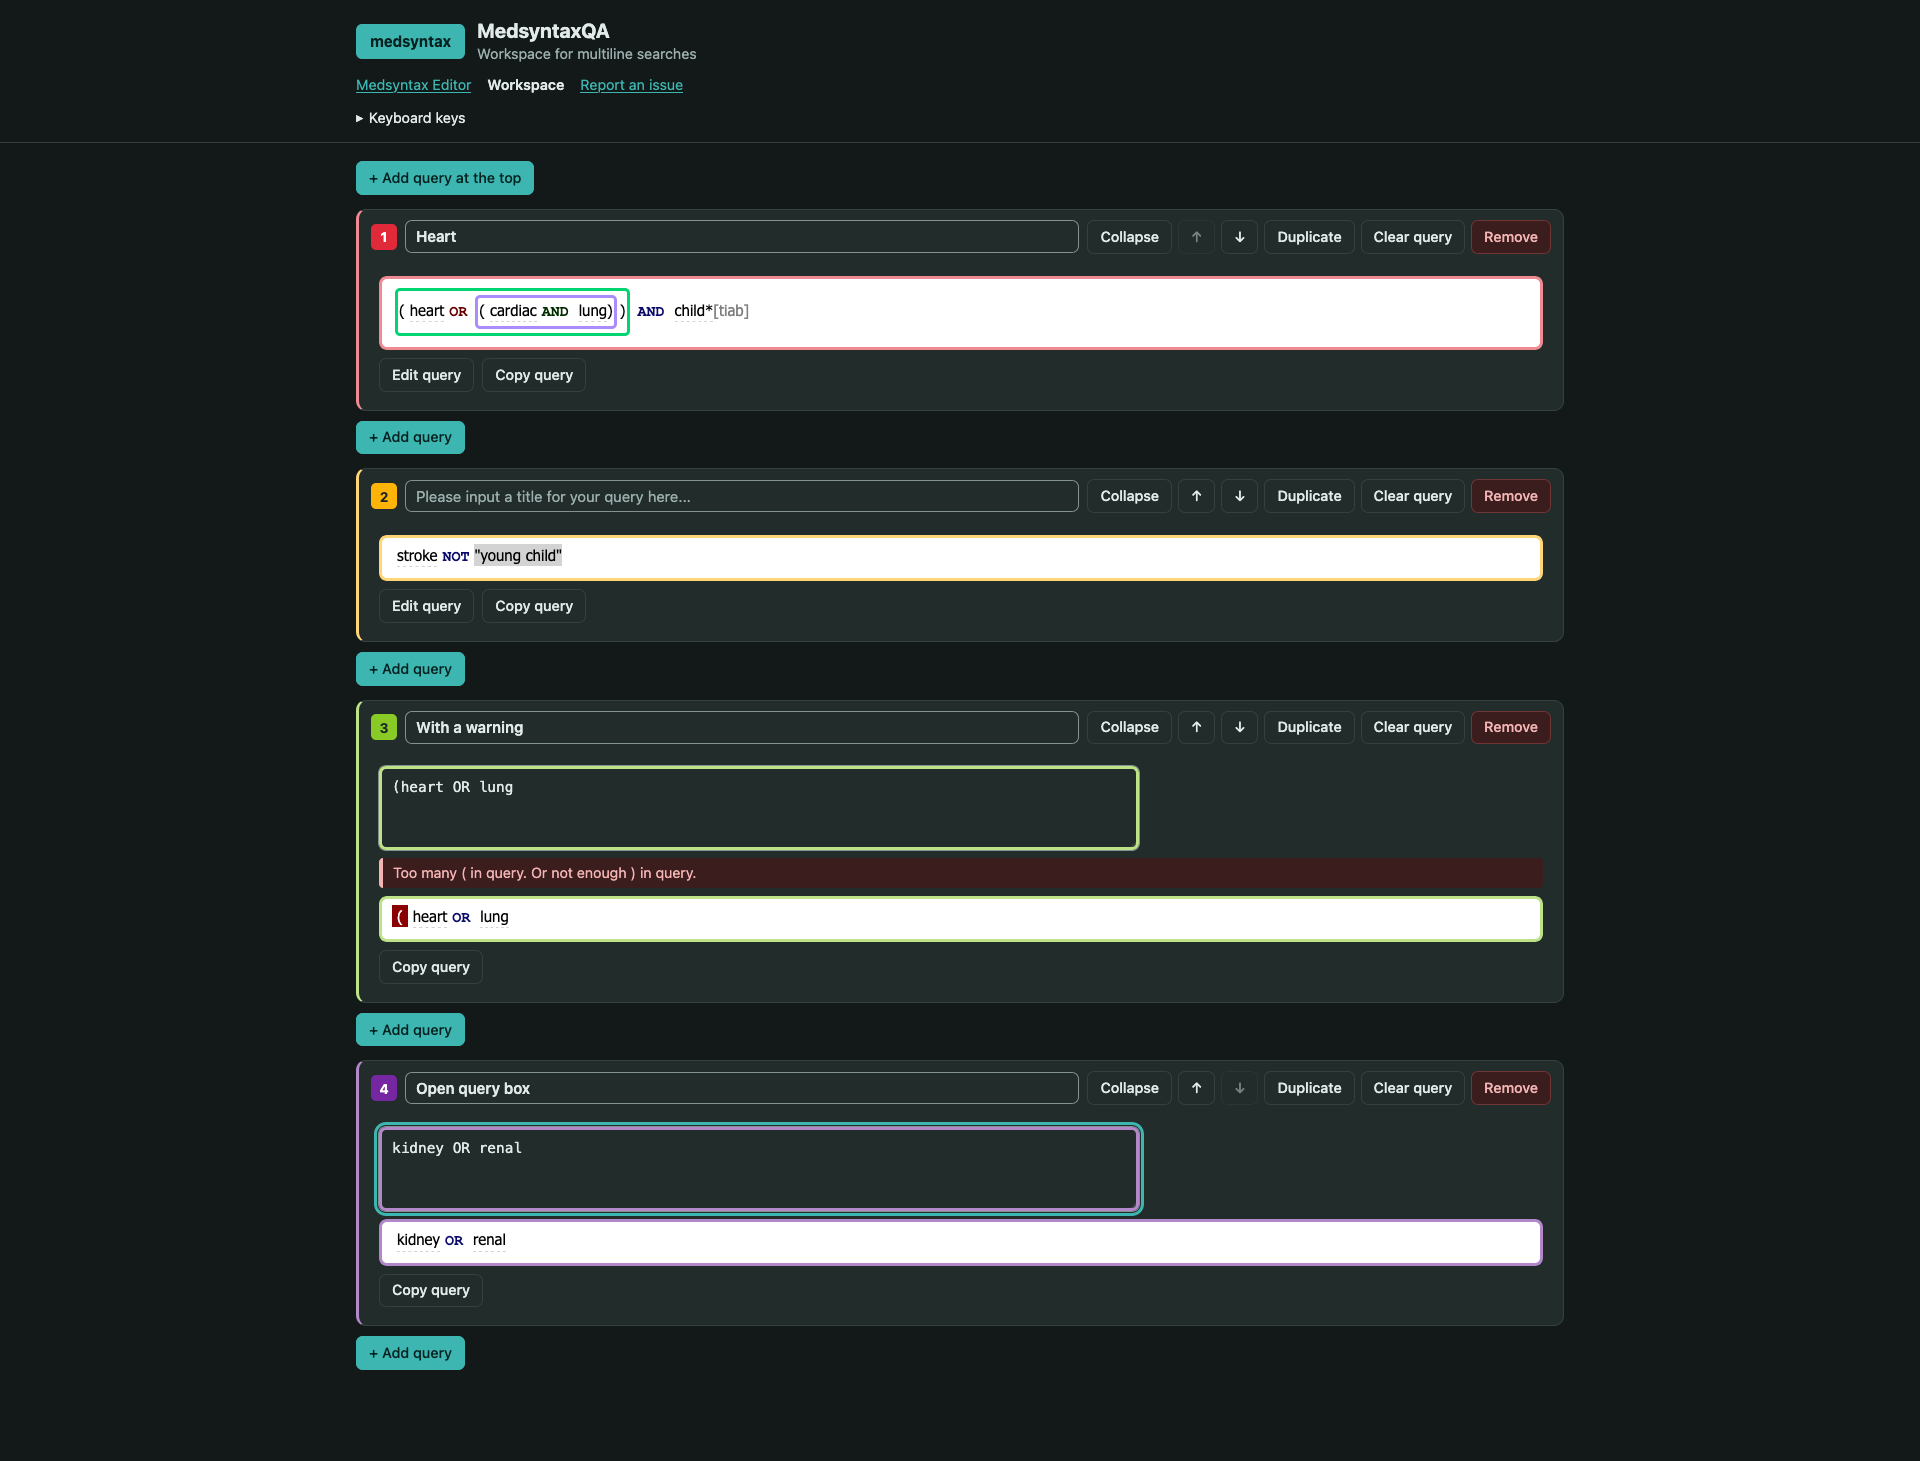 medsyntax
MedsyntaxQA
Workspace for multiline searches
Medsyntax Editor Workspace Report an issue
▸ Keyboard keys
+ Add query at the top
1 Heart Collapse ↑ ↓ Duplicate Clear query Remove
( heart OR ( cardiac AND lung) ) AND child*[tiab]
Edit query Copy query
+ Add query
2 Please input a title for your query here... Collapse ↑ ↓ Duplicate Clear query Remove
stroke NOT "young child"
Edit query Copy query
+ Add query
3 With a warning Collapse ↑ ↓ Duplicate Clear query Remove
(heart OR lung
Too many ( in query. Or not enough ) in query.
( heart OR lung
Copy query
+ Add query
4 Open query box Collapse ↑ ↓ Duplicate Clear query Remove
kidney OR renal
kidney OR renal
Copy query
+ Add query